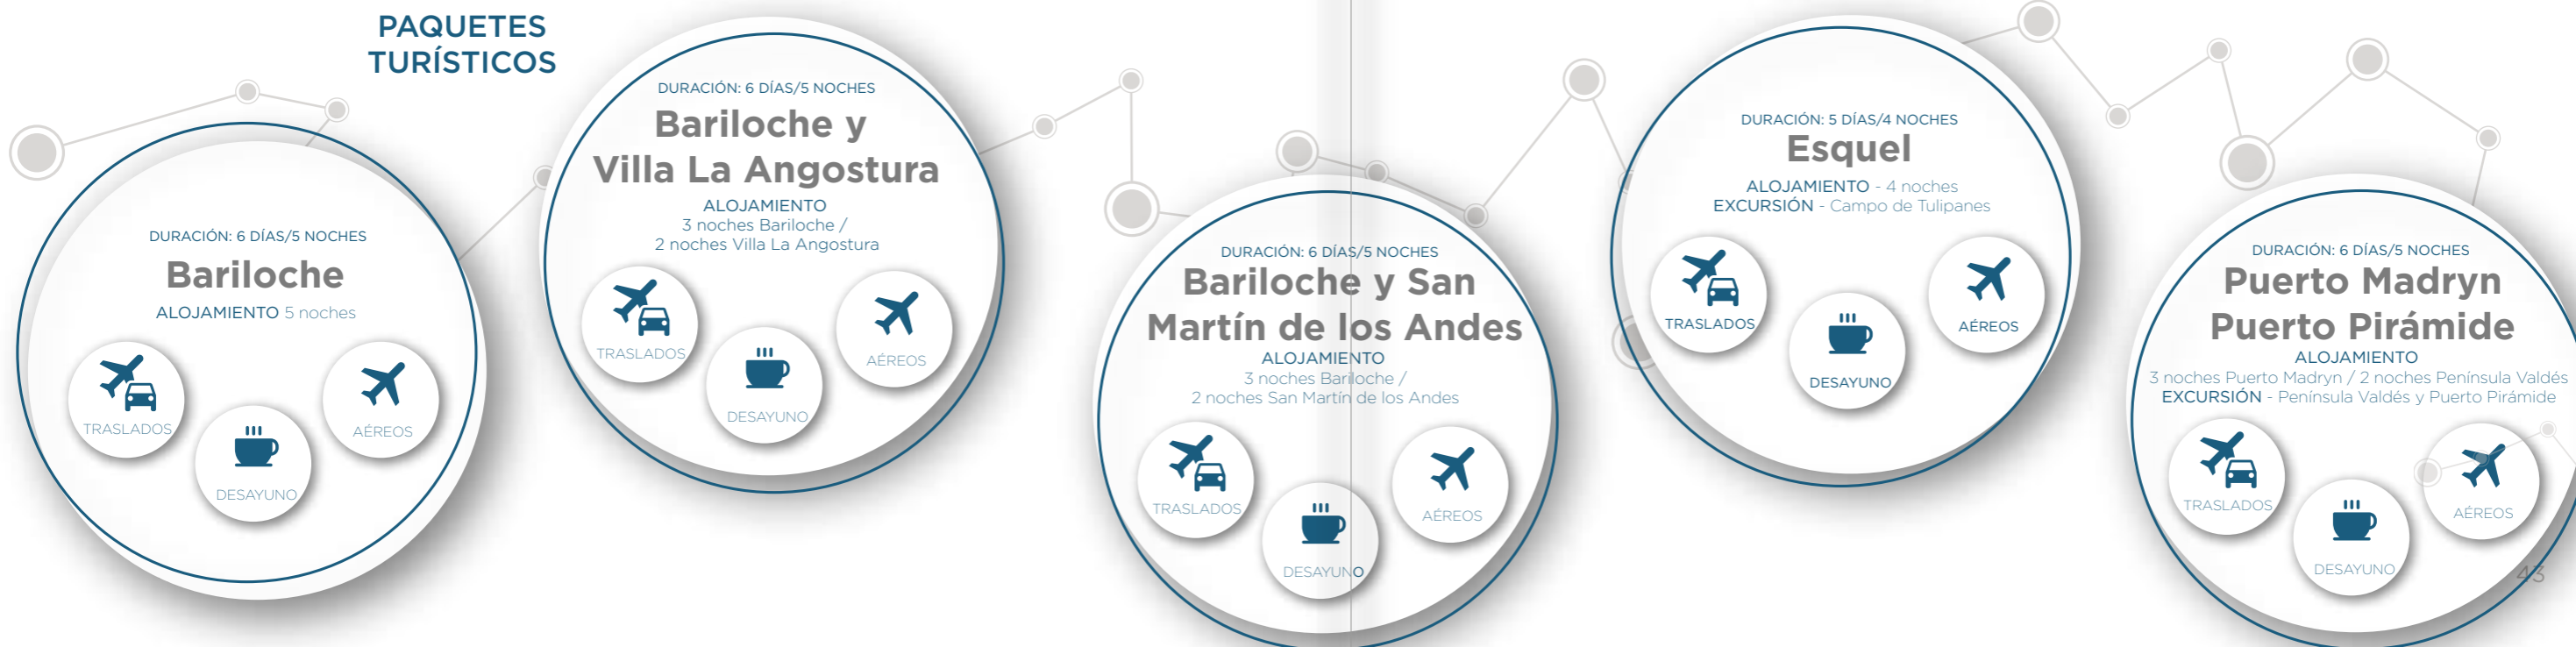 PAQUETES
TURÍSTICOS
DURACIÓN: 6 DÍAS/5 NOCHES
Bariloche
ALOJAMIENTO 5 noches
TRASLADOS
DESAYUNO
AÉREOS
DURACIÓN: 6 DÍAS/5 NOCHES
Bariloche y
Villa La Angostura
ALOJAMIENTO
3 noches Bariloche /
2 noches Villa La Angostura
TRASLADOS
DESAYUNO
AÉREOS
DURACIÓN: 6 DÍAS/5 NOCHES
Bariloche y San
Martín de los Andes
ALOJAMIENTO
3 noches Bariloche /
2 noches San Martín de los Andes
TRASLADOS
DESAYUNO
AÉREOS
DURACIÓN: 5 DÍAS/4 NOCHES
Esquel
ALOJAMIENTO - 4 noches
EXCURSIÓN - Campo de Tulipanes
TRASLADOS
DESAYUNO
AÉREOS
DURACIÓN: 6 DÍAS/5 NOCHES
Puerto Madryn
Puerto Pirámide
ALOJAMIENTO
3 noches Puerto Madryn / 2 noches Península Valdés
EXCURSIÓN - Península Valdés y Puerto Pirámide
TRASLADOS
DESAYUNO
AÉREOS
43